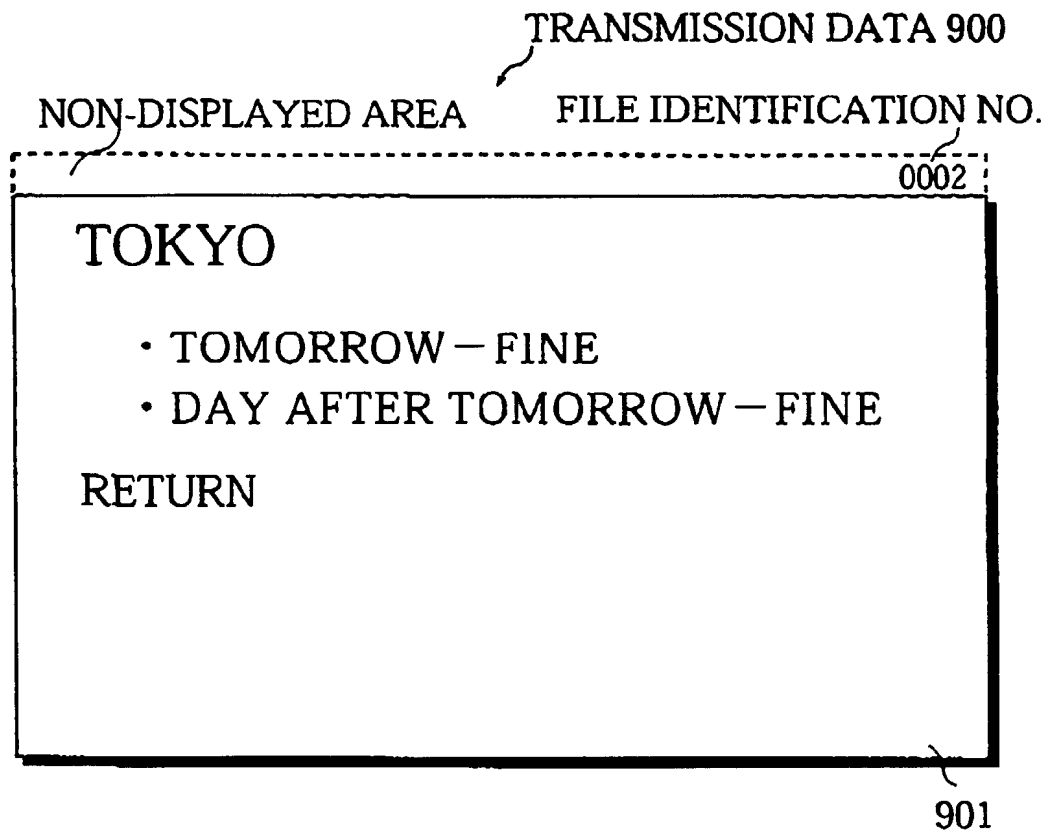 TRANSMISSION DATA 900
NON-DISPLAYED AREA
FILE IDENTIFICATION NO.
0002
TOKYO
· TOMORROW—FINE
· DAY AFTER TOMORROW—FINE
RETURN
901